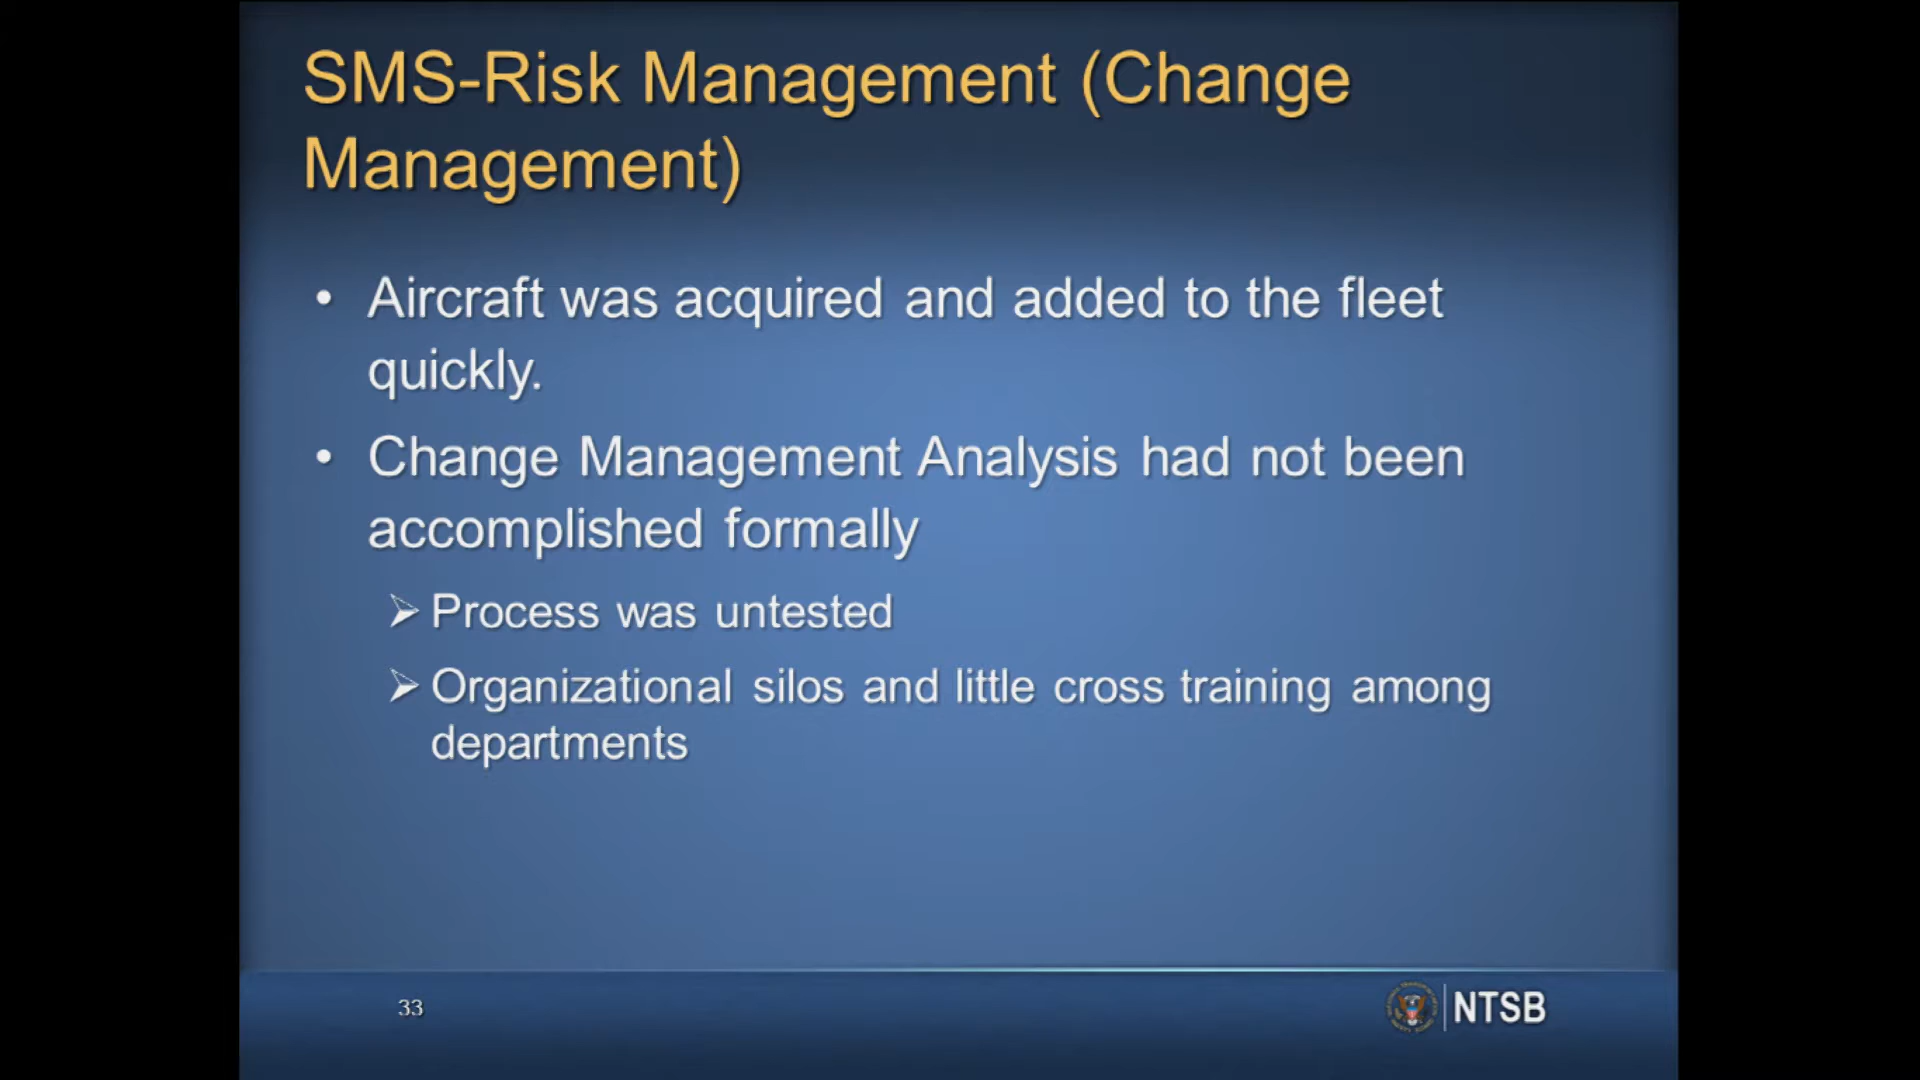 SMS-Risk Management (Change
Management)
• Aircraft was acquired and added to the fleet
quickly.
• Change Management Analysis had not been
accomplished formally
➢ Process was untested
➢ Organizational silos and little cross training among
departments
33
NTSB